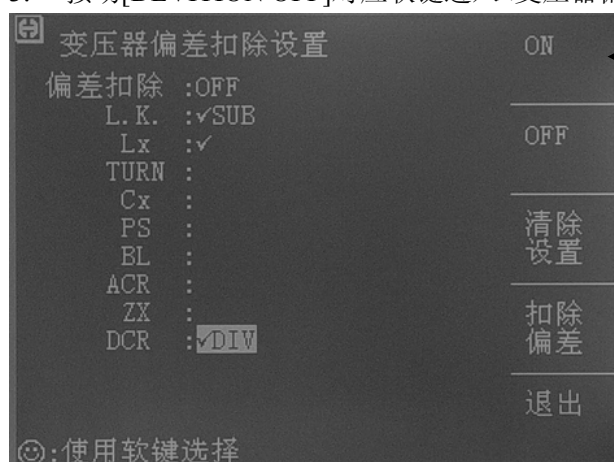 变压器偏差扣除设置
偏差扣除 :OFF
L.K. :✓SUB
Lx :✓
TURN :
Cx :
PS :
BL :
ACR :
ZX :
DCR :✓DIV
ON
OFF
清除
设置
扣除
偏差
退出
:使用软键选择